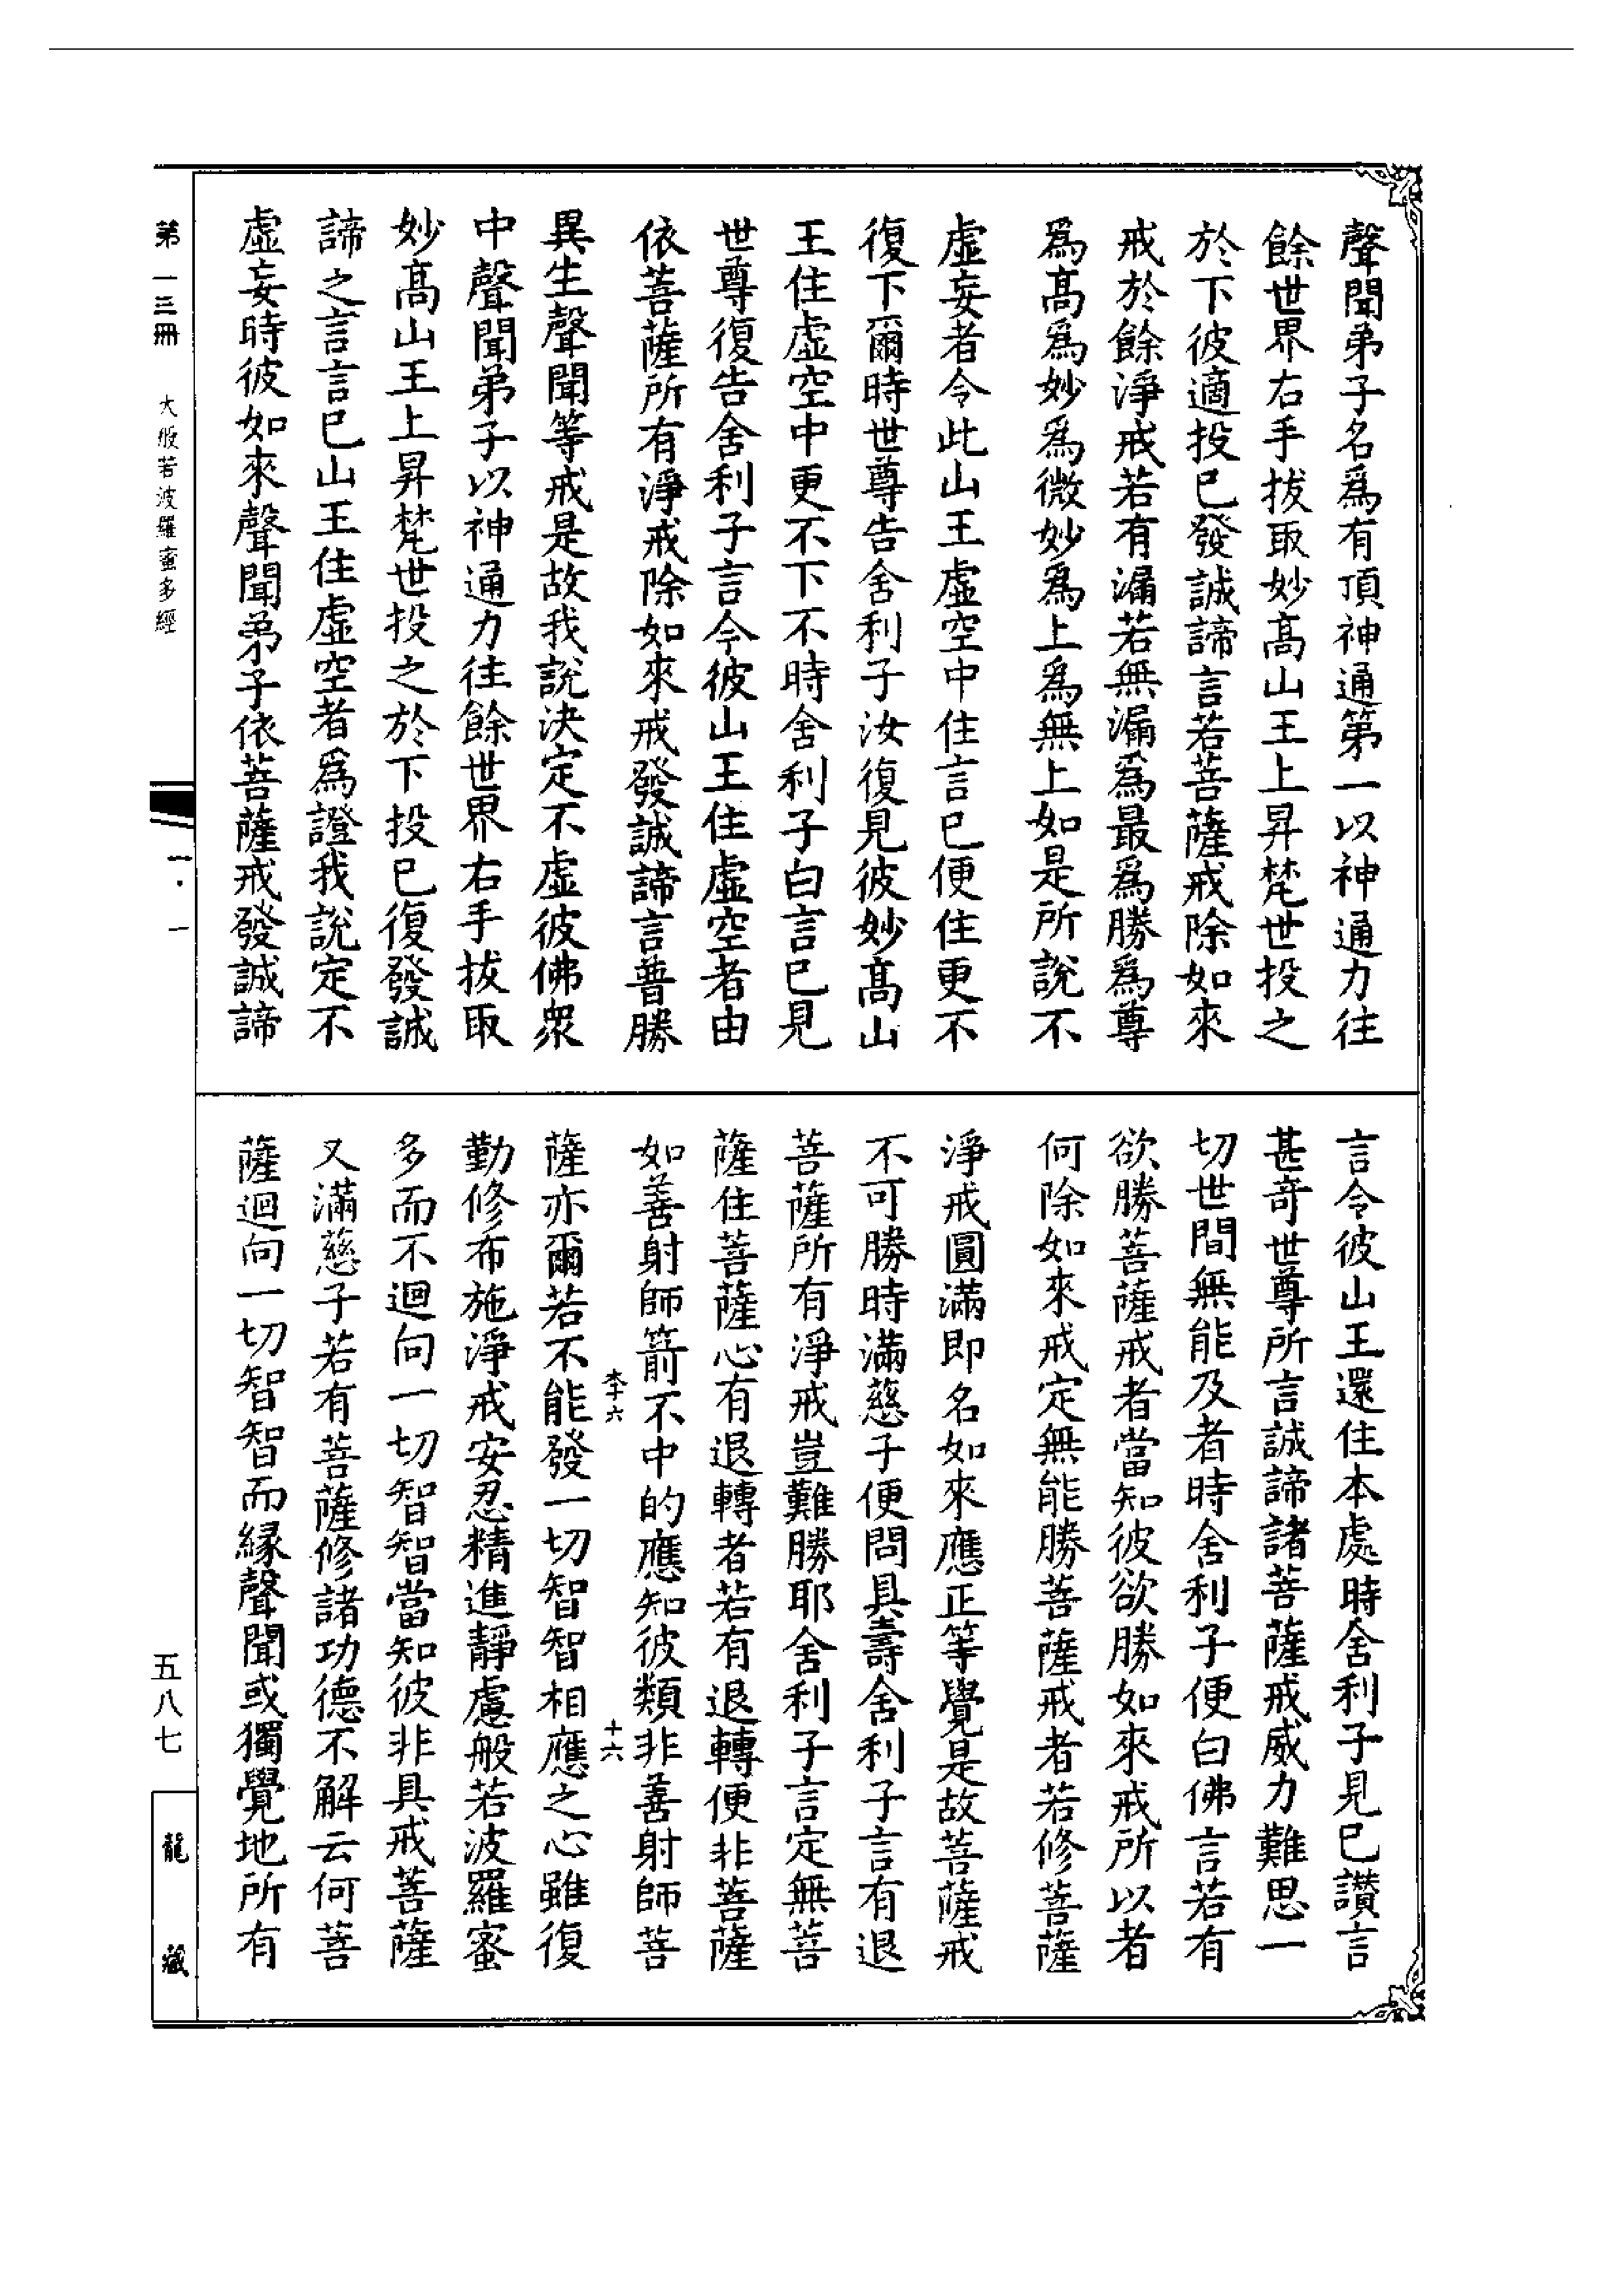 聲聞弟子名爲有頂神通第一以神通力往
餘世界右手拔取妙高山王上昇梵世投之
於下彼適投已發誠諦言若菩薩戒除如來
戒於餘淨戒若有漏若無漏爲最爲勝爲尊
爲高爲妙爲微妙爲上爲無上如是所說不
虛妄者令此山王虛空中住言已便住更不
復下爾時世尊告舍利子汝復見彼妙高山
王住虛空中更不下不時舍利子白言已見
世尊復告舍利子言今彼山王住虛空者由
依菩薩所有淨戒除如來戒發誠諦言普勝
異生聲聞等戒是故我說決定不虛彼佛衆
中聲聞弟子以神通力往餘世界右手拔取
妙高山王上昇梵世投之於下投已復發誠
諦之言言已山王住虛空者爲證我說定不
虛妄時彼如來聲聞弟子依菩薩戒發誠諦
言令彼山王還住本處時舍利子見已讚言
甚奇世尊所言誠諦諸菩薩戒威力難思一
切世間無能及者時舍利子便白佛言若有
欲勝菩薩戒者當知彼欲勝如來戒所以者
何除如來戒定無能勝菩薩戒者若修菩薩
淨戒圓滿即名如來應正等覺是故菩薩戒
不可勝時滿慈子便問具壽舍利子言有退
菩薩所有淨戒豈難勝耶舍利子言定無菩
薩住菩薩心有退轉者若有退轉便非菩薩
如善射師箭不中的應知彼類非善射師菩
柰十六
十六
薩亦爾若不能發一切智智相應之心雖復
勤修布施淨戒安忍精進靜慮般若波羅蜜
多而不迴向一切智智當知彼非具戒菩薩
又滿慈子若有菩薩修諸功德不解云何菩
薩迴向一切智智而緣聲聞或獨覺地所有
第一三冊
大般若波羅蜜多經
一·一
五八七
龍藏